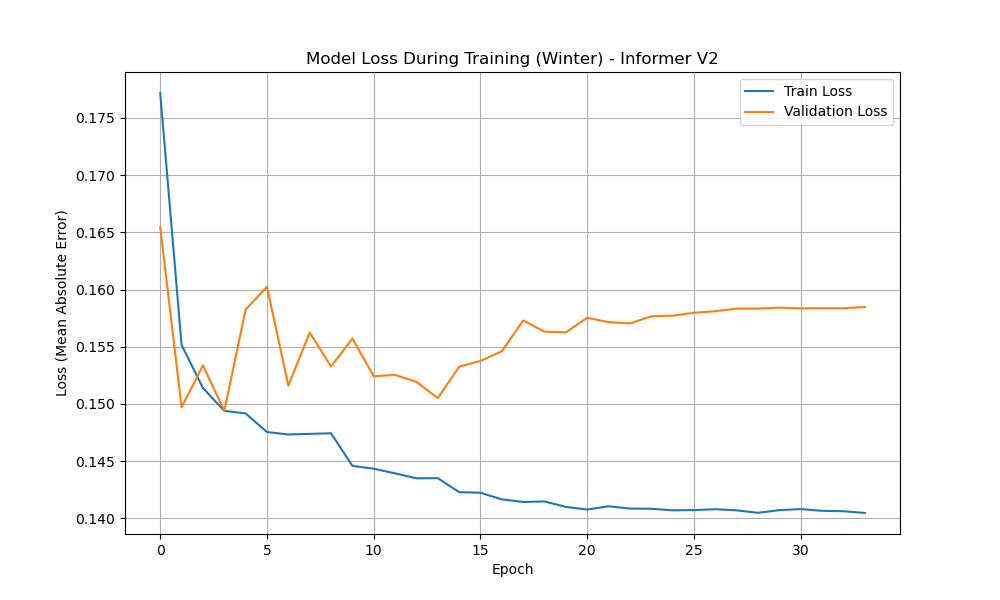 Model Loss During Training (Winter) - Informer V2
Train Loss
Validation Loss
Loss (Mean Absolute Error)
0.175
0.170
0.165
0.160
0.155
0.150
0.145
0.140
0 5 10 15 20 25 30
Epoch